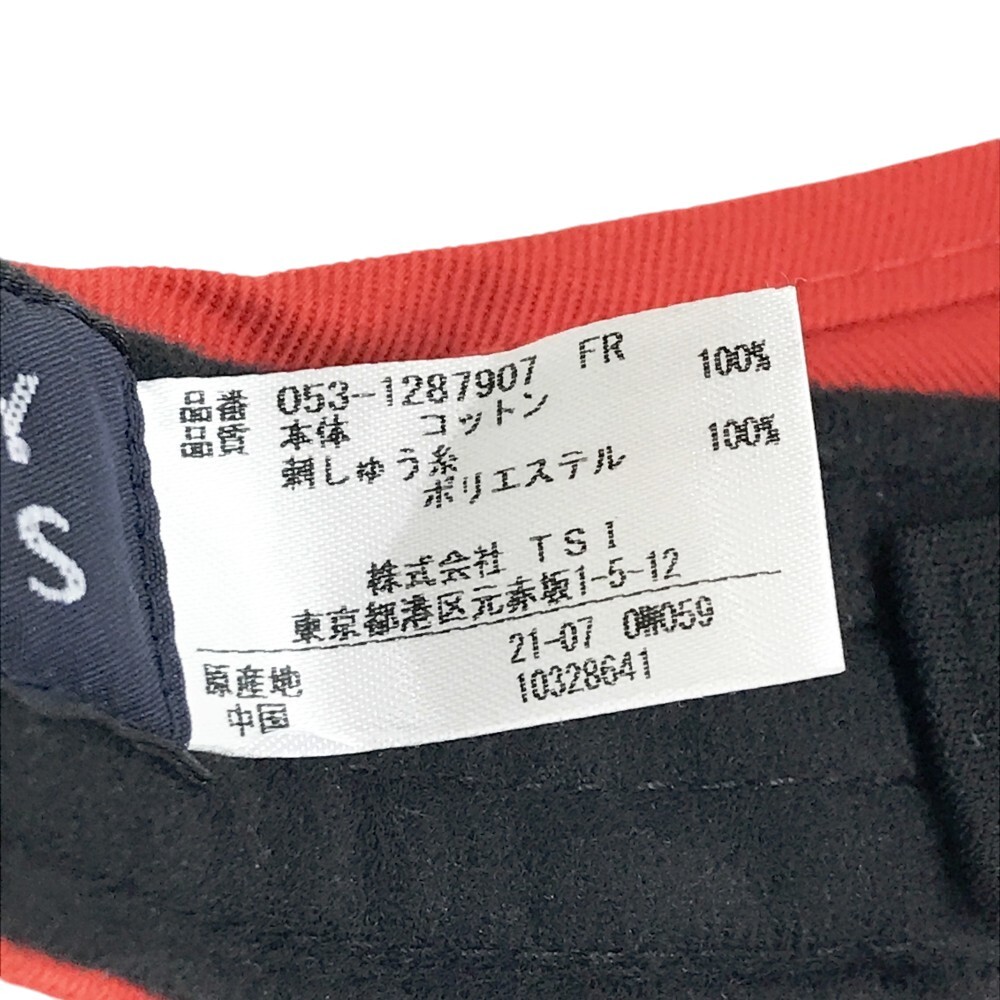 品番 053-1287907 FR
品質 本体 コットン 100%
刺しゅう糸
ポリエステル 100%
株式会社 TSI
東京都港区元赤坂1-5-12
21-07
原産地 10328641
中国
S